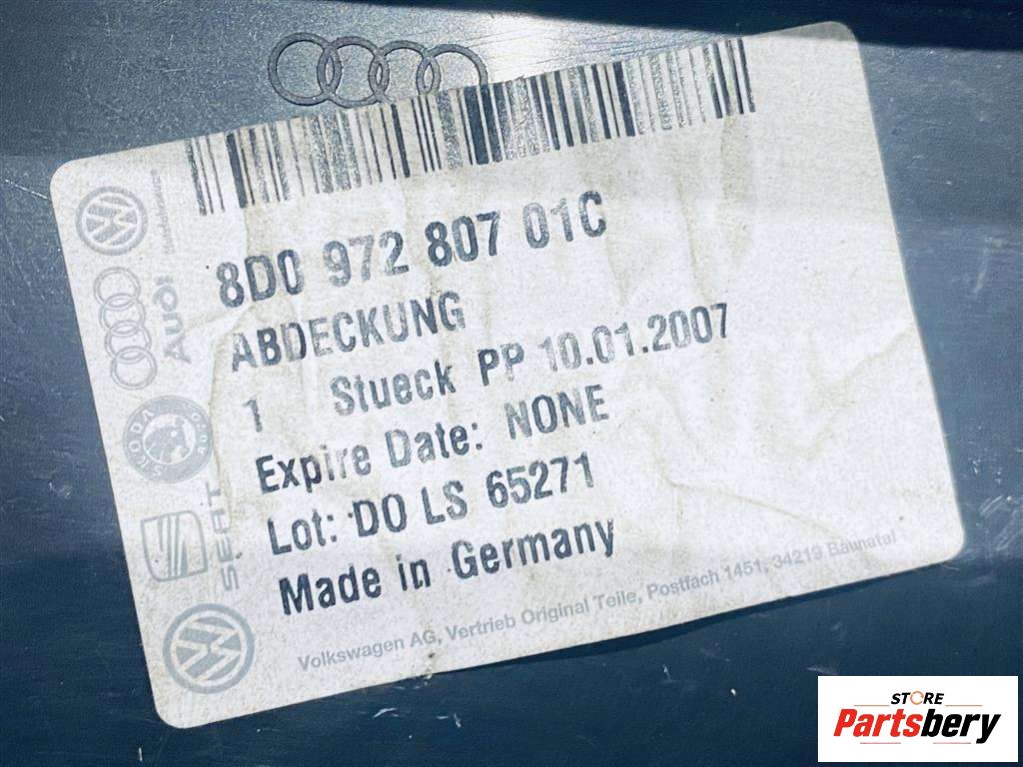 8D0 972 807 01C
ABDECKUNG
1 Stueck PP 10.01.2007
Expire Date: NONE
Lot: DO LS 65271
Made in Germany
Volkswagen AG, Vertrieb Original Teile, Postfach 1451, 34219 Baunatal
Audi
SKODA
SEAT
STORE
Partsbery